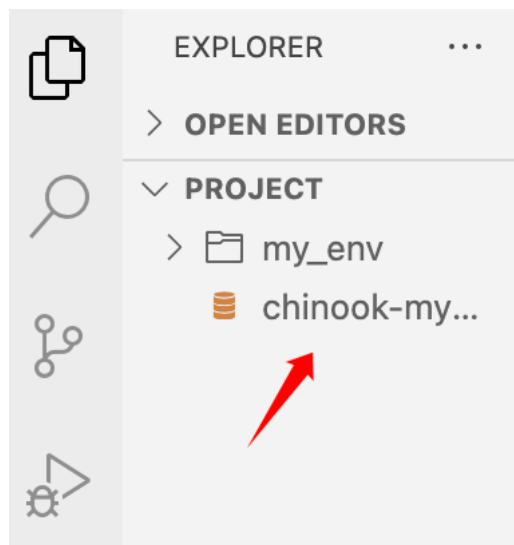 EXPLORER ...
OPEN EDITORS
PROJECT
my_env
chinook-my...